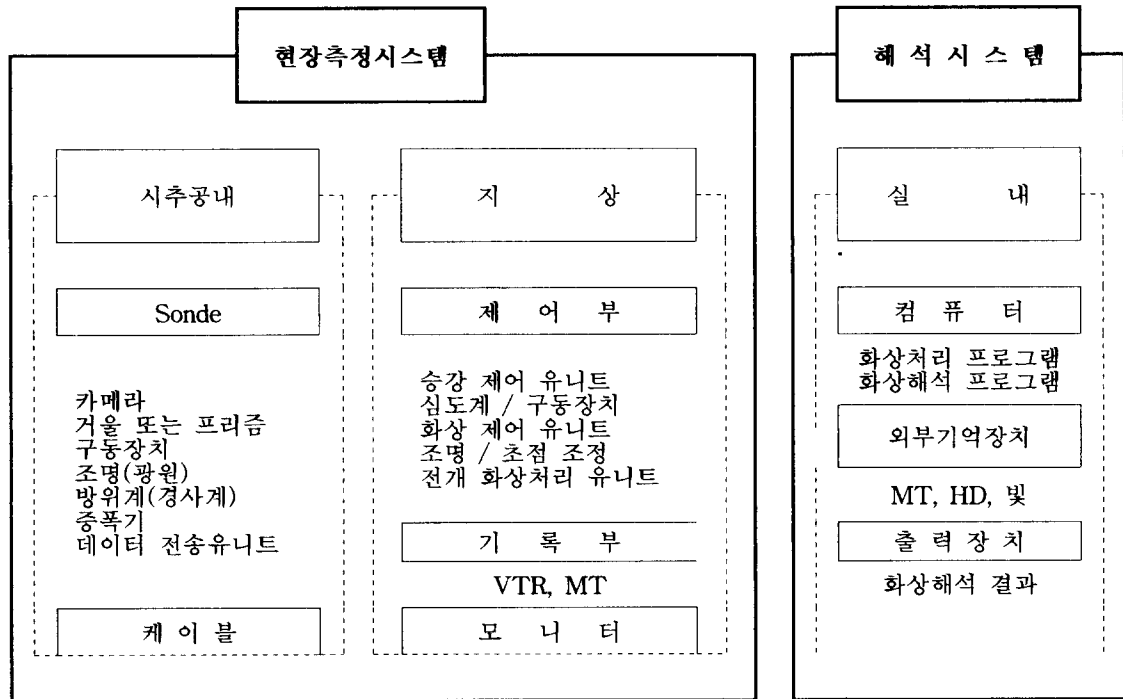 현장측정시스템
시추공내
Sonde
카메라
거울 또는 프리즘
구동장치
조명(광원)
방위계(경사계)
증폭기
데이터 전송유니트
케 이 블
지 상
제 어 부
승강 제어 유니트
심도계 / 구동장치
화상 제어 유니트
조명 / 초점 조정
전개 화상처리 유니트
기 록 부
VTR, MT
모 니 터
해 석 시 스 템
실 내
컴 퓨 터
화상처리 프로그램
화상해석 프로그램
외부기억장치
MT, HD, 빛
출 력 장 치
화상해석 결과